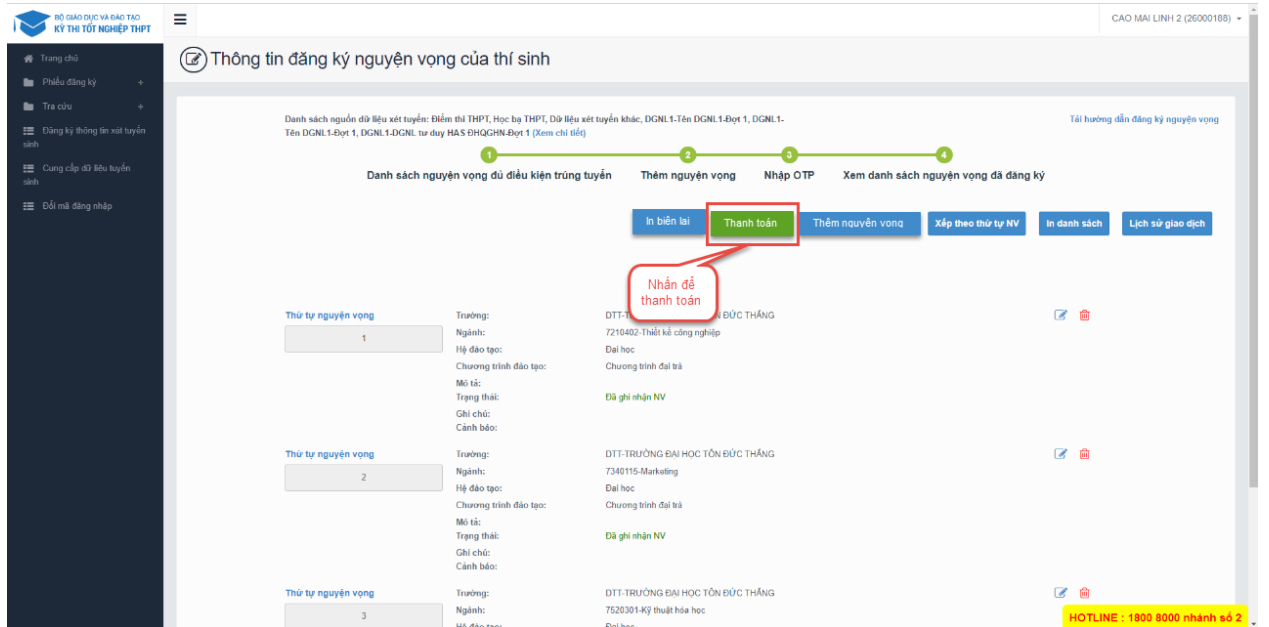 BỘ GIÁO DỤC VÀ ĐÀO TẠO
KỲ THI TỐT NGHIỆP THPT
CAO MAI LINH 2 (26000188)
Trang chủ
Phiếu đăng ký +
Tra cứu +
Đăng ký thông tin xét tuyển
sinh
Cung cấp dữ liệu tuyển
sinh
Đổi mã đăng nhập
Thông tin đăng ký nguyện vọng của thí sinh
Danh sách nguồn dữ liệu xét tuyển: Điểm thi THPT, Học bạ THPT, Dữ liệu xét tuyển khác, DGNL1-Tên DGNL1-Đợt 1, DGNL1-
Tên DGNL1-Đợt 1, DGNL1-DGNL tư duy HAS ĐHQGHN-Đợt 1 (Xem chi tiết)
Tải hướng dẫn đăng ký nguyện vọng
1 2 3 4
Danh sách nguyện vọng đủ điều kiện trúng tuyển Thêm nguyện vọng Nhập OTP Xem danh sách nguyện vọng đã đăng ký
In biên lai Thanh toán Thêm nguyện vọng Xếp theo thứ tự NV In danh sách Lịch sử giao dịch
Nhấn để
thanh toán
Thứ tự nguyện vọng
1
Trường: DTT-T N ĐỨC THẮNG
Ngành: 7210402-Thiết kế công nghiệp
Hệ đào tạo: Đại học
Chương trình đào tạo: Chương trình đại trà
Mô tả:
Trạng thái: Đã ghi nhận NV
Ghi chú:
Cảnh báo:
Thứ tự nguyện vọng
2
Trường: DTT-TRƯỜNG ĐẠI HỌC TÔN ĐỨC THẮNG
Ngành: 7340115-Marketing
Hệ đào tạo: Đại học
Chương trình đào tạo: Chương trình đại trà
Mô tả:
Trạng thái: Đã ghi nhận NV
Ghi chú:
Cảnh báo:
Thứ tự nguyện vọng
3
Trường: DTT-TRƯỜNG ĐẠI HỌC TÔN ĐỨC THẮNG
Ngành: 7520301-Kỹ thuật hóa học
Hệ đào tạo: Đại học
HOTLINE : 1800 8000 nhánh số 2